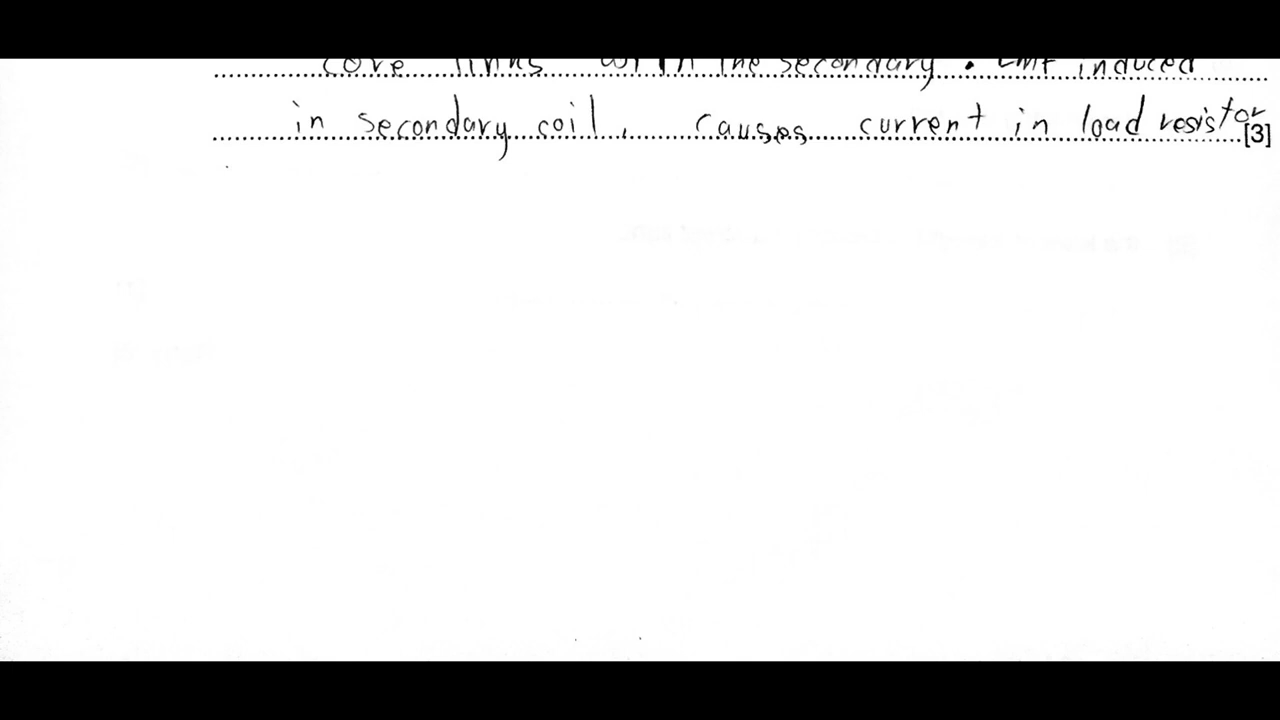 core links with the secondary. Emf induced
in secondary coil, causes current in load resistor
[3]